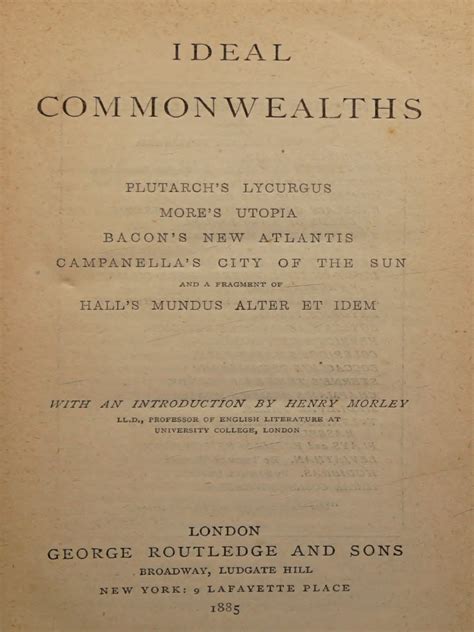 IDEAL
COMMONWEALTHS
PLUTARCH'S LYCURGUS
MORE'S UTOPIA
BACON'S NEW ATLANTIS
CAMPANELLA'S CITY OF THE SUN
AND A FRAGMENT OF
HALL'S MUNDUS ALTER ET IDEM
WITH AN INTRODUCTION BY HENRY MORLEY
LL.D., PROFESSOR OF ENGLISH LITERATURE AT
UNIVERSITY COLLEGE, LONDON
LONDON
GEORGE ROUTLEDGE AND SONS
BROADWAY, LUDGATE HILL
NEW YORK: 9 LAFAYETTE PLACE
1885